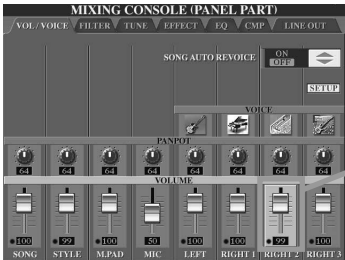 MIXING CONSOLE (PANEL PART)
VOL / VOICE FILTER TUNE EFFECT EQ CMP LINE OUT
SONG AUTO REVOICE
ON
OFF
SETUP
VOICE
PANPOT
64 64 64 64 64 64 64 64
VOLUME
100 99 100 50 100 100 99 100
SONG STYLE M.PAD MIC LEFT RIGHT 1 RIGHT 2 RIGHT 3